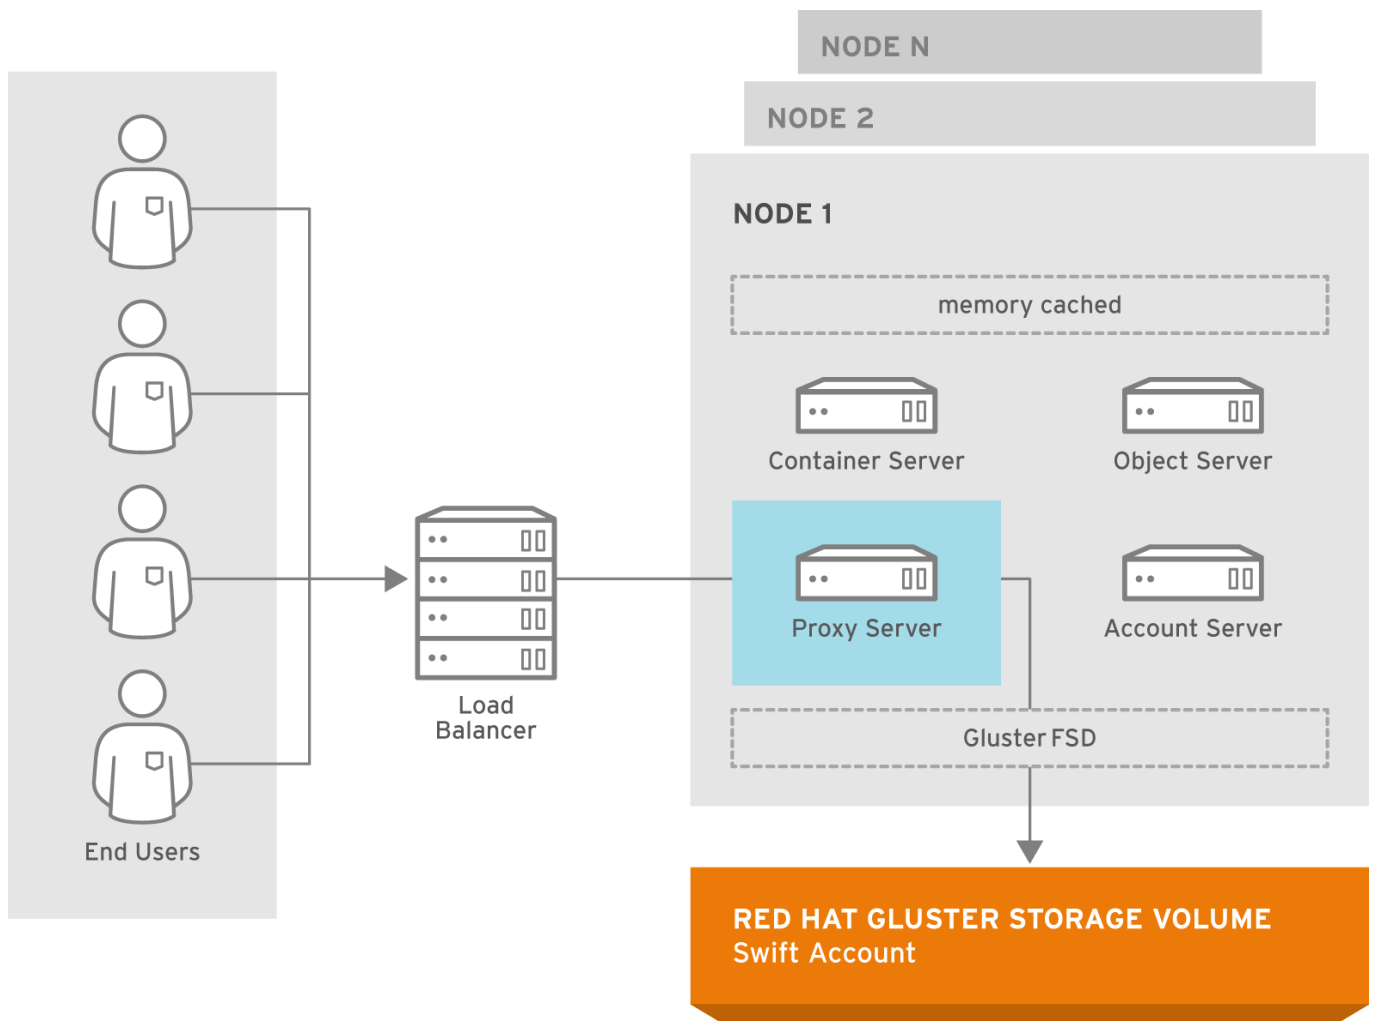 NODE N
NODE 2
NODE 1
memory cached
Container Server
Object Server
Proxy Server
Account Server
Load
Balancer
Gluster FSD
End Users
RED HAT GLUSTER STORAGE VOLUME
Swift Account